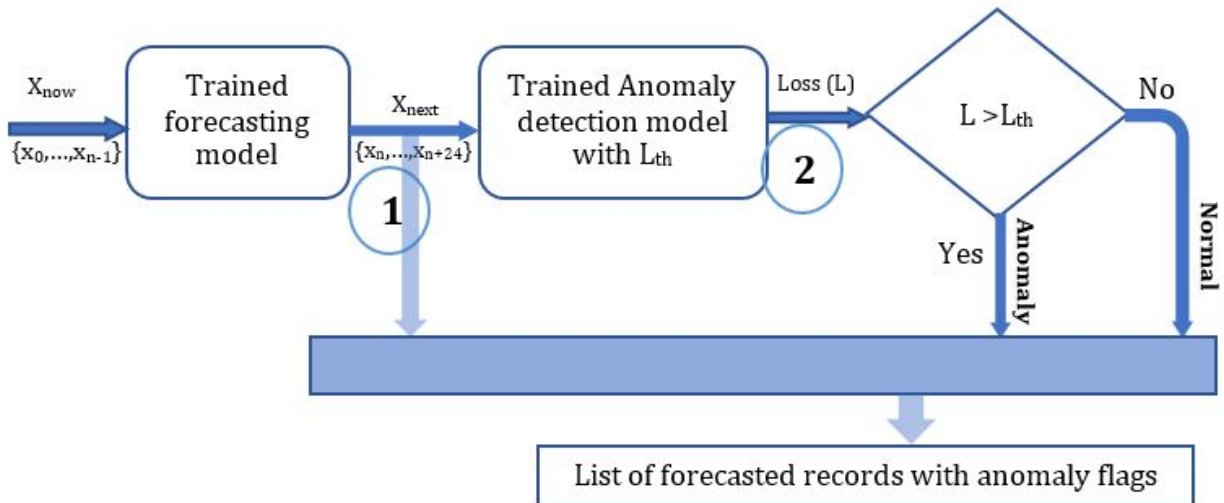 X_now
{x_0,...,x_n-1}
Trained
forecasting
model
X_next
{x_n,...,x_n+24}
1
Trained Anomaly
detection model
with L_th
Loss (L)
2
L >L_th
No
Yes
Anomaly
Normal
List of forecasted records with anomaly flags